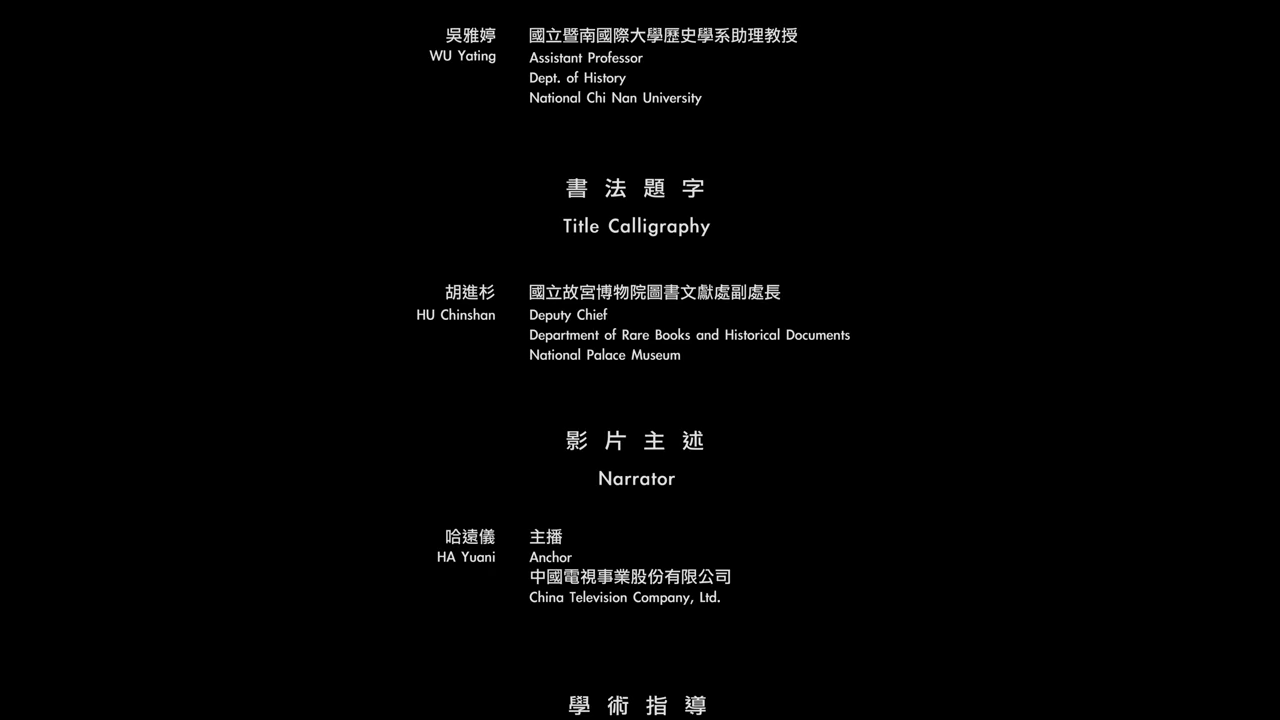 吳雅婷 國立暨南國際大學歷史學系助理教授
WU Yating Assistant Professor
Dept. of History
National Chi Nan University
書法題字
Title Calligraphy
胡進杉 國立故宮博物院圖書文獻處副處長
HU Chinshan Deputy Chief
Department of Rare Books and Historical Documents
National Palace Museum
影片主述
Narrator
哈遠儀 主播
HA Yuani Anchor
中國電視事業股份有限公司
China Television Company, Ltd.
學術指導